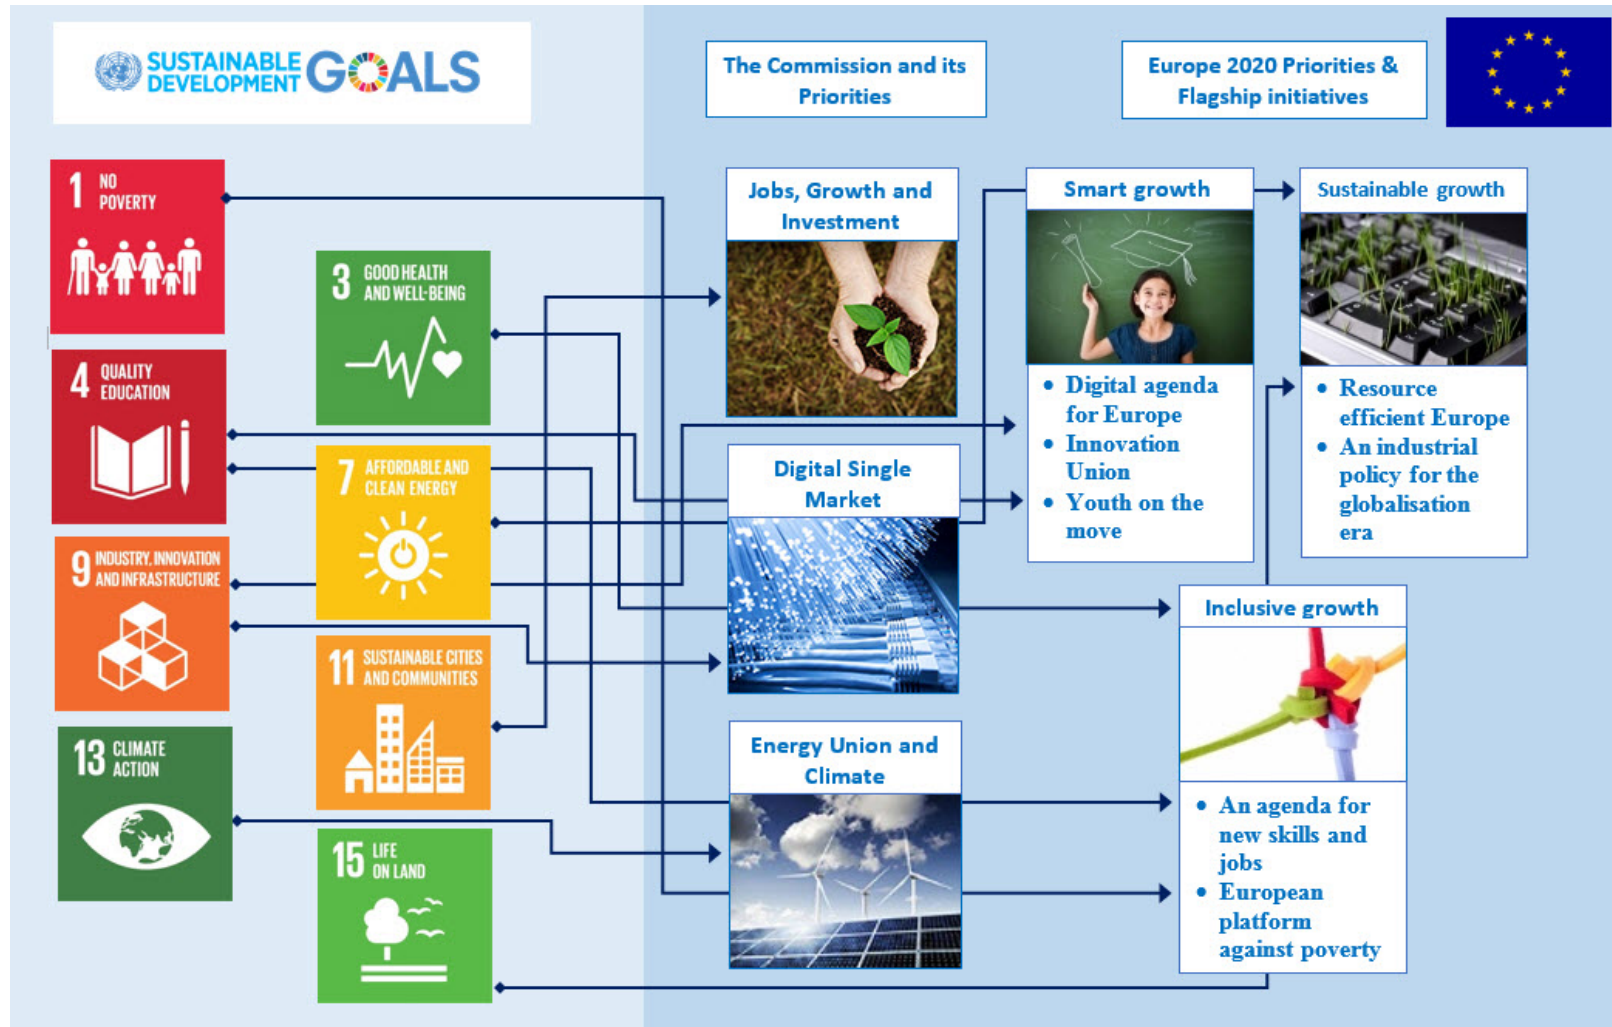 SUSTAINABLE
DEVELOPMENT
GOALS
The Commission and its
Priorities
Europe 2020 Priorities &
Flagship initiatives
1 NO
POVERTY
3 GOOD HEALTH
AND WELL-BEING
4 QUALITY
EDUCATION
7 AFFORDABLE AND
CLEAN ENERGY
9 INDUSTRY, INNOVATION
AND INFRASTRUCTURE
11 SUSTAINABLE CITIES
AND COMMUNITIES
13 CLIMATE
ACTION
15 LIFE
ON LAND
Jobs, Growth and
Investment
Digital Single
Market
Energy Union and
Climate
Smart growth
• Digital agenda
for Europe
• Innovation
Union
• Youth on the
move
Sustainable growth
• Resource
efficient Europe
• An industrial
policy for the
globalisation
era
Inclusive growth
• An agenda for
new skills and
jobs
• European
platform
against poverty